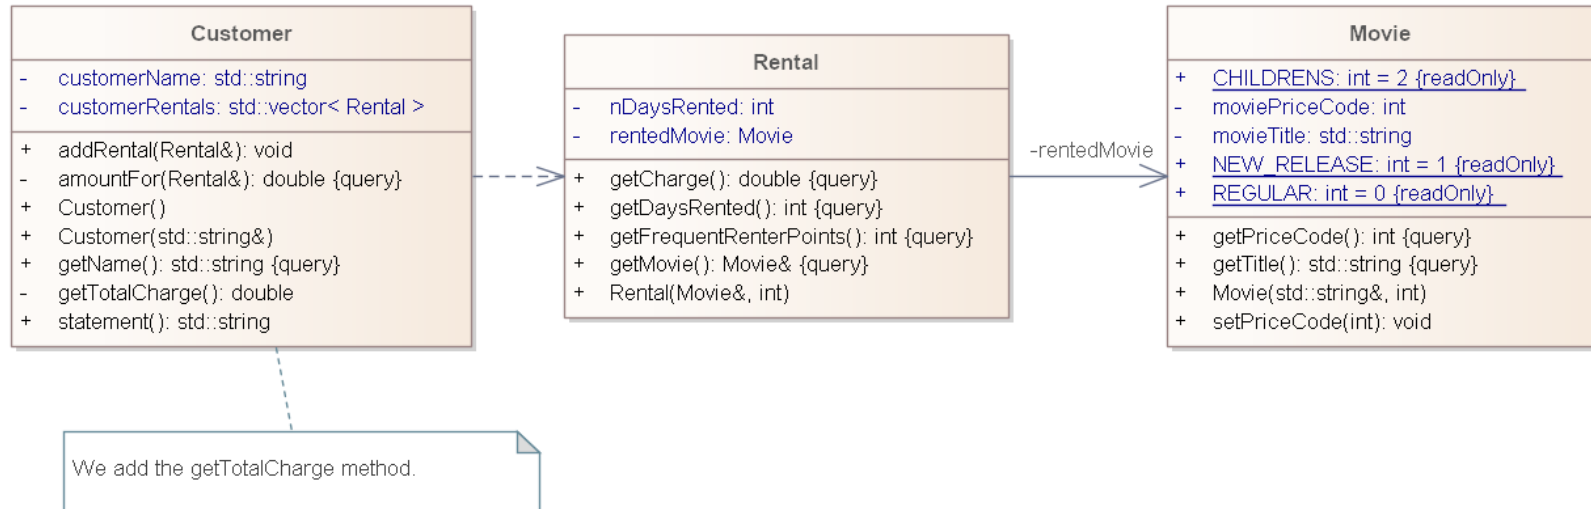 Customer
- customerName: std::string
- customerRentals: std::vector< Rental >
+ addRental(Rental&): void
- amountFor(Rental&): double {query}
+ Customer()
+ Customer(std::string&)
+ getName(): std::string {query}
- getTotalCharge(): double
+ statement(): std::string
Rental
- nDaysRented: int
- rentedMovie: Movie
+ getCharge(): double {query}
+ getDaysRented(): int {query}
+ getFrequentRenterPoints(): int {query}
+ getMovie(): Movie& {query}
+ Rental(Movie&, int)
-rentedMovie
Movie
+ CHILDRENS: int = 2 {readOnly}
- moviePriceCode: int
- movieTitle: std::string
+ NEW_RELEASE: int = 1 {readOnly}
+ REGULAR: int = 0 {readOnly}
+ getPriceCode(): int {query}
+ getTitle(): std::string {query}
+ Movie(std::string&, int)
+ setPriceCode(int): void
We add the getTotalCharge method.